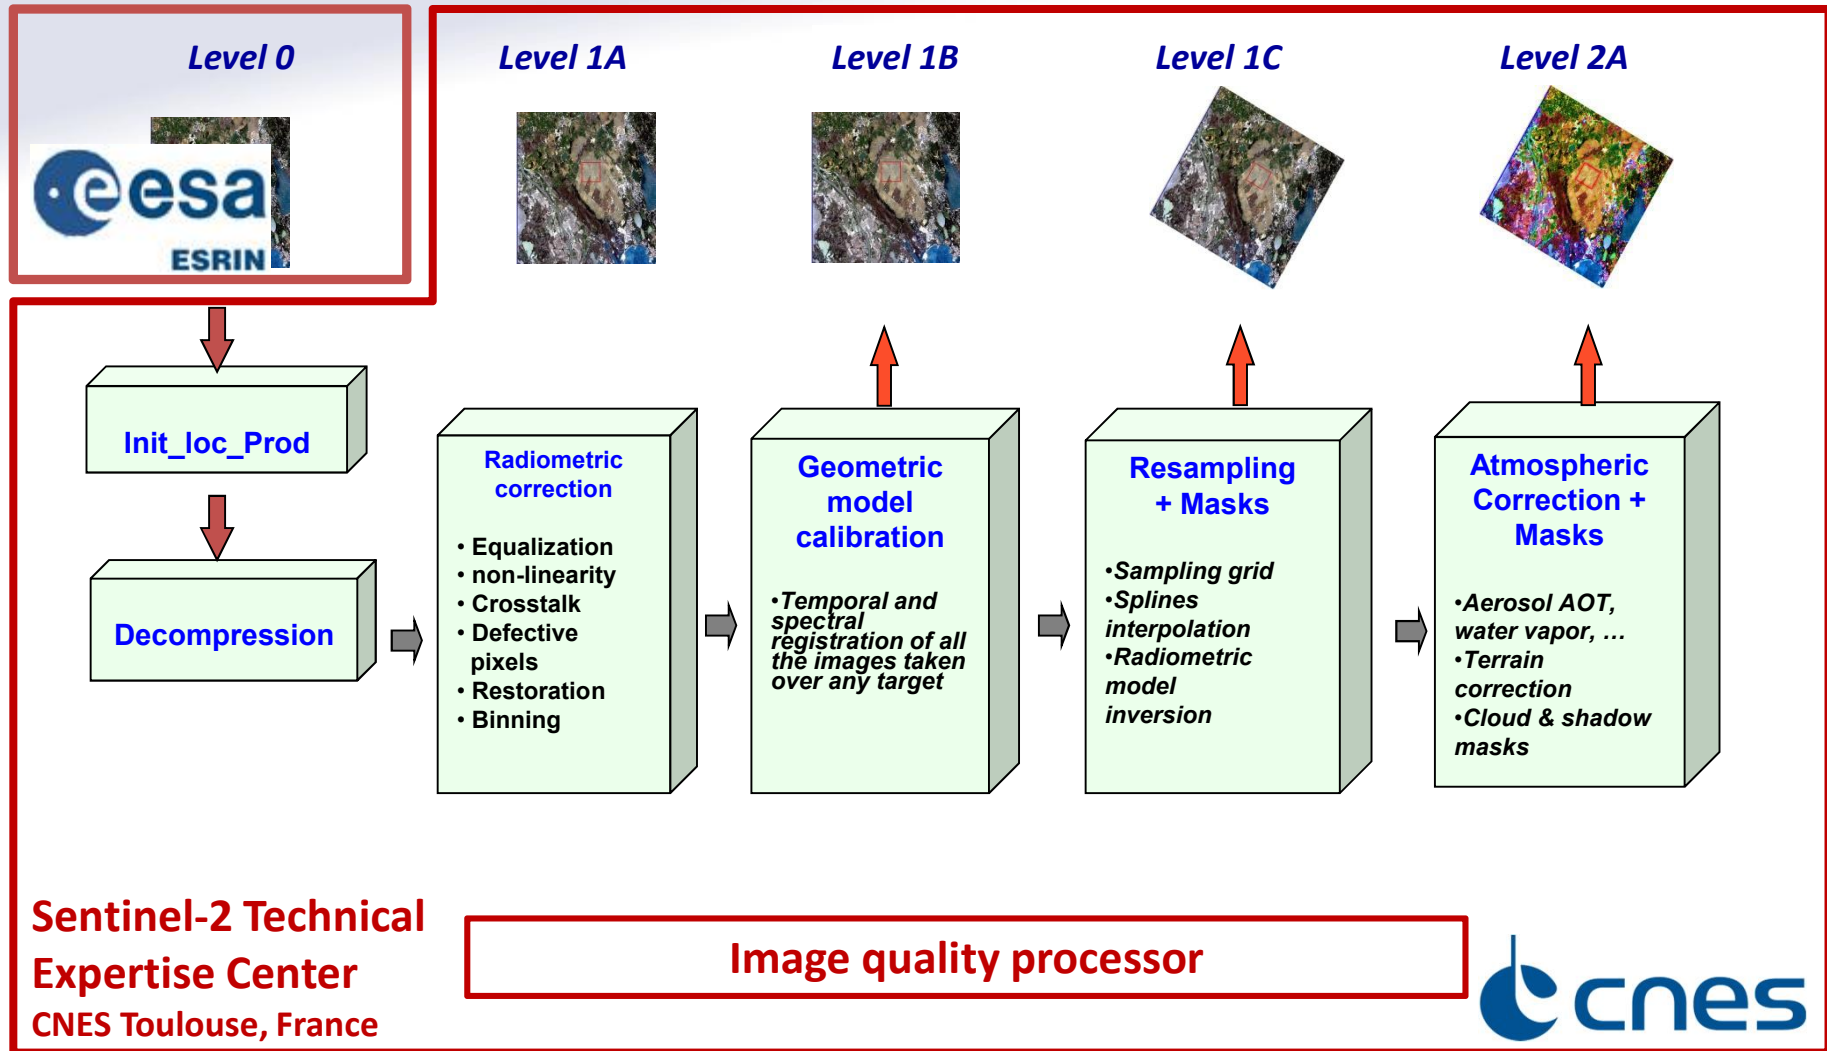 Level 0
Level 1A
Level 1B
Level 1C
Level 2A
eesa
ESRIN
Init_loc_Prod
Decompression
Radiometric
correction
• Equalization
• non-linearity
• Crosstalk
• Defective
pixels
• Restoration
• Binning
Geometric
model
calibration
•Temporal and
spectral
registration of all
the images taken
over any target
Resampling
+ Masks
•Sampling grid
•Splines
interpolation
•Radiometric
model
inversion
Atmospheric
Correction +
Masks
•Aerosol AOT,
water vapor, …
•Terrain
correction
•Cloud & shadow
masks
Sentinel-2 Technical
Expertise Center
CNES Toulouse, France
Image quality processor
cnes